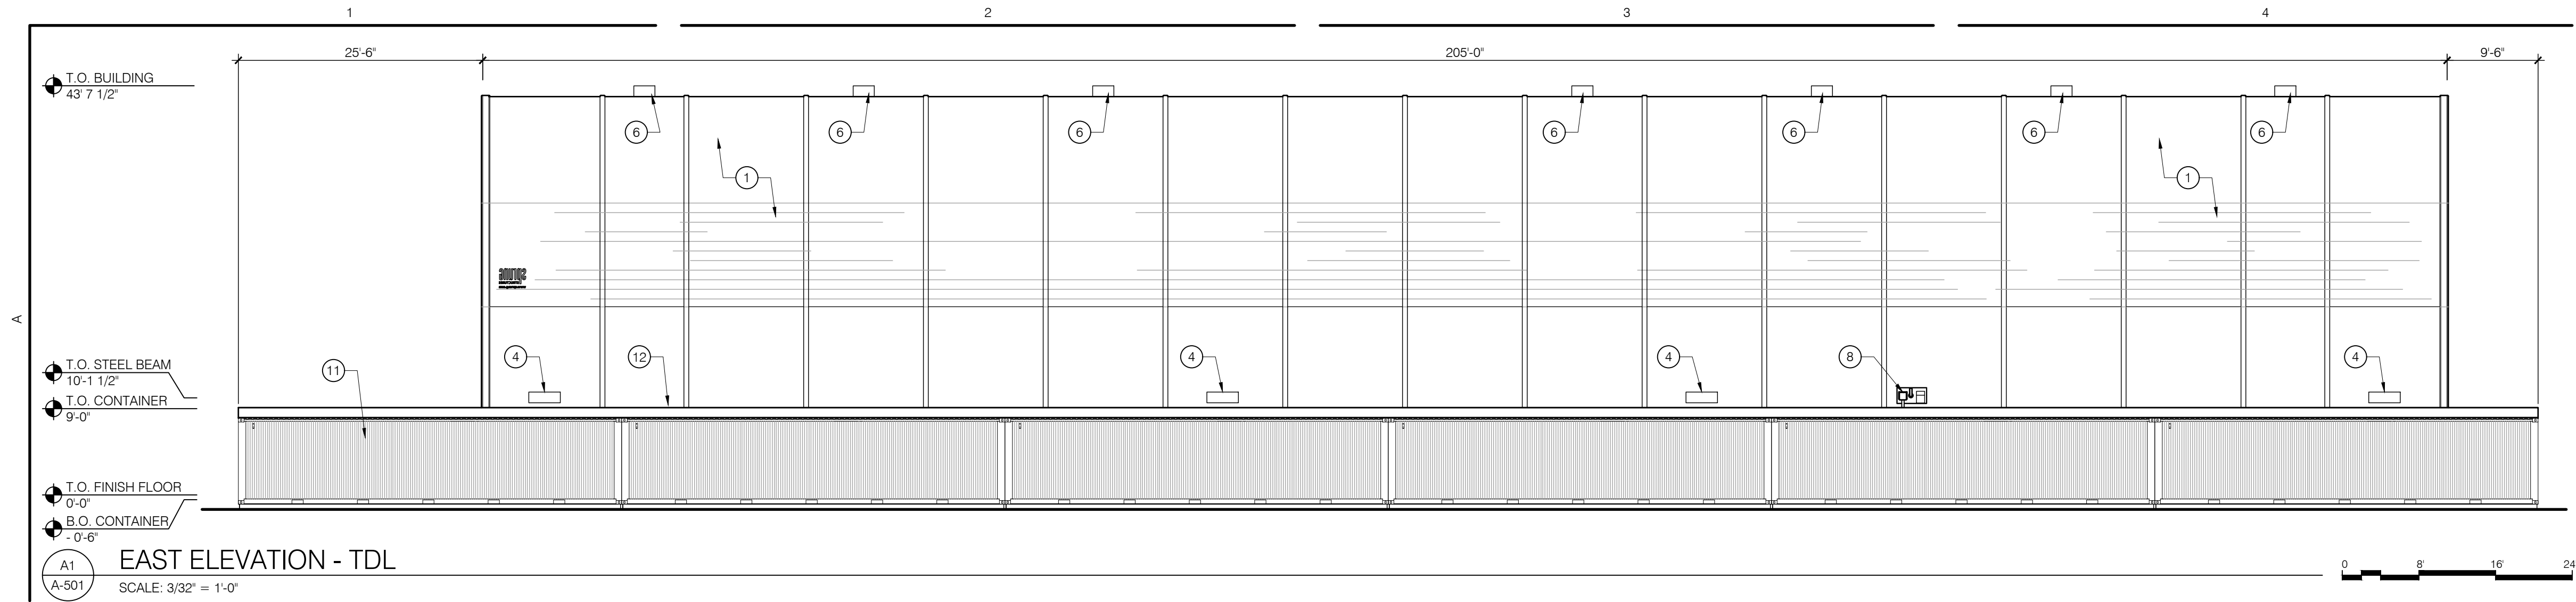 1 2 3 4
25'-6" 205'-0" 9'-6"
T.O. BUILDING
43' 7 1/2"
6 6 6 6 6 6 6
1 1
A
T.O. STEEL BEAM
10'-1 1/2"
4 12 4 4 8 4
11
T.O. CONTAINER
9'-0"
T.O. FINISH FLOOR
0'-0"
B.O. CONTAINER
- 0'-6"
A1
A-501
EAST ELEVATION - TDL
SCALE: 3/32" = 1'-0"
0 8' 16' 24